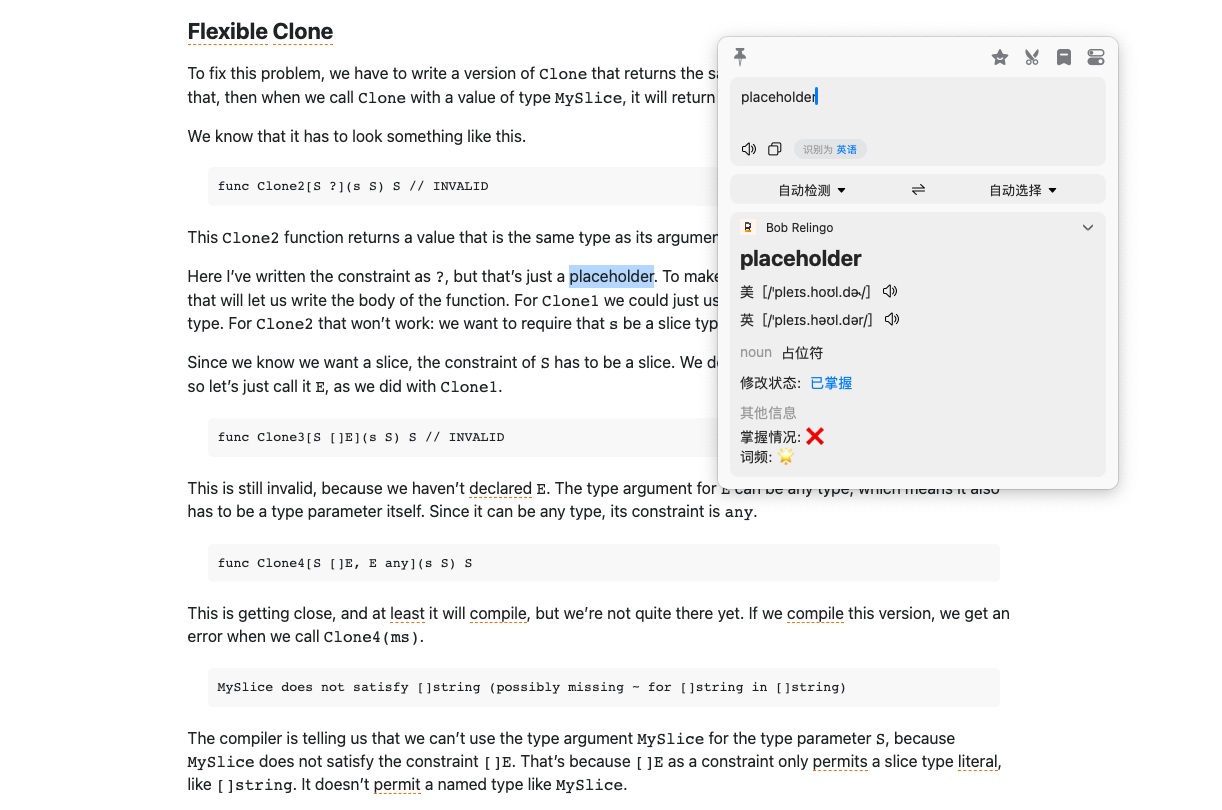 Flexible Clone
To fix this problem, we have to write a version of Clone that returns the sa
that, then when we call Clone with a value of type MySlice, it will return
We know that it has to look something like this.
func Clone2[S ?](s S) S // INVALID
This Clone2 function returns a value that is the same type as its argumen
Here I’ve written the constraint as ?, but that’s just a placeholder. To make
that will let us write the body of the function. For Clone1 we could just us
type. For Clone2 that won’t work: we want to require that s be a slice typ
Since we know we want a slice, the constraint of S has to be a slice. We do
so let’s just call it E, as we did with Clone1.
func Clone3[S []E](s S) S // INVALID
This is still invalid, because we haven’t declared E. The type argument for E can be any type, which means it also
has to be a type parameter itself. Since it can be any type, its constraint is any.
func Clone4[S []E, E any](s S) S
This is getting close, and at least it will compile, but we’re not quite there yet. If we compile this version, we get an
error when we call Clone4(ms).
MySlice does not satisfy []string (possibly missing ~ for []string in []string)
The compiler is telling us that we can’t use the type argument MySlice for the type parameter S, because
MySlice does not satisfy the constraint []E. That’s because []E as a constraint only permits a slice type literal,
like []string. It doesn’t permit a named type like MySlice.
placeholder
识别为 英语
自动检测 ▼ ⇌ 自动选择 ▼
Bob Relingo
placeholder
美 [/ˈpleɪs.hoʊl.dɚ/]
英 [/ˈpleɪs.həʊl.dər/]
noun 占位符
修改状态: 已掌握
其他信息
掌握情况: ❌
词频: 🌟